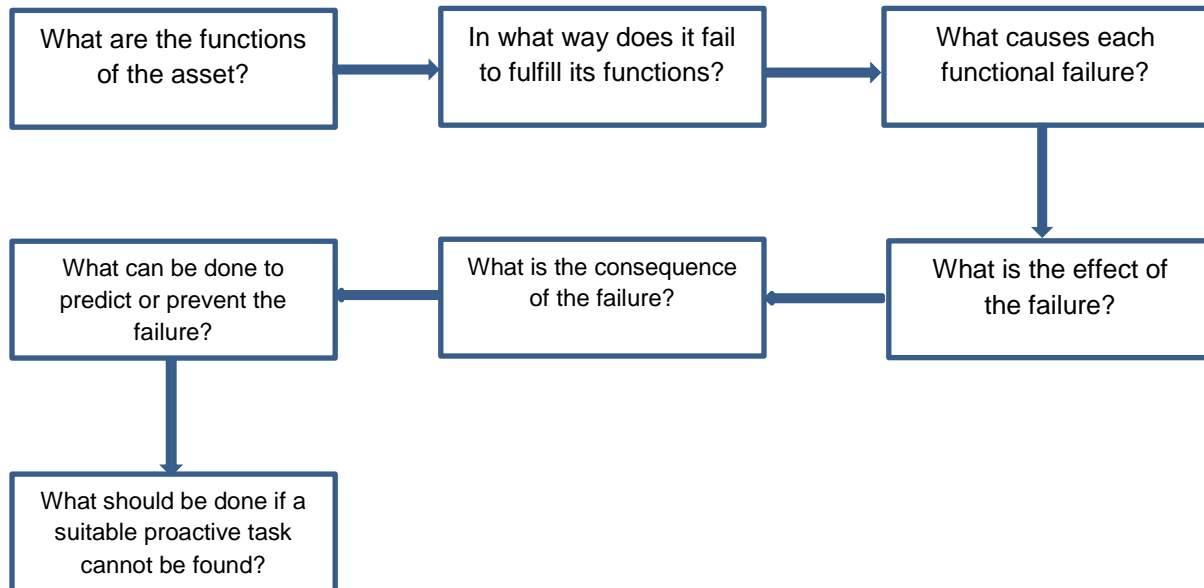 What are the functions
of the asset?
In what way does it fail
to fulfill its functions?
What causes each
functional failure?
What is the effect of
the failure?
What is the consequence
of the failure?
What can be done to
predict or prevent the
failure?
What should be done if a
suitable proactive task
cannot be found?